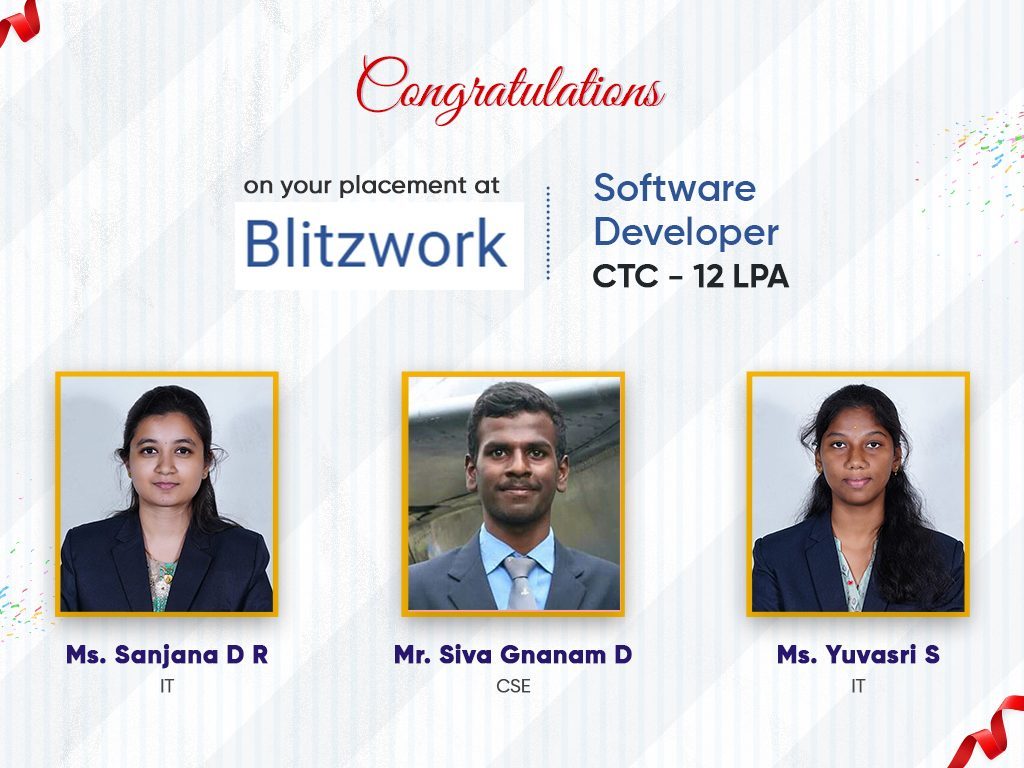 Congratulations
on your placement at
Blitzwork
Software
Developer
CTC - 12 LPA
Ms. Sanjana D R
IT
Mr. Siva Gnanam D
CSE
Ms. Yuvasri S
IT